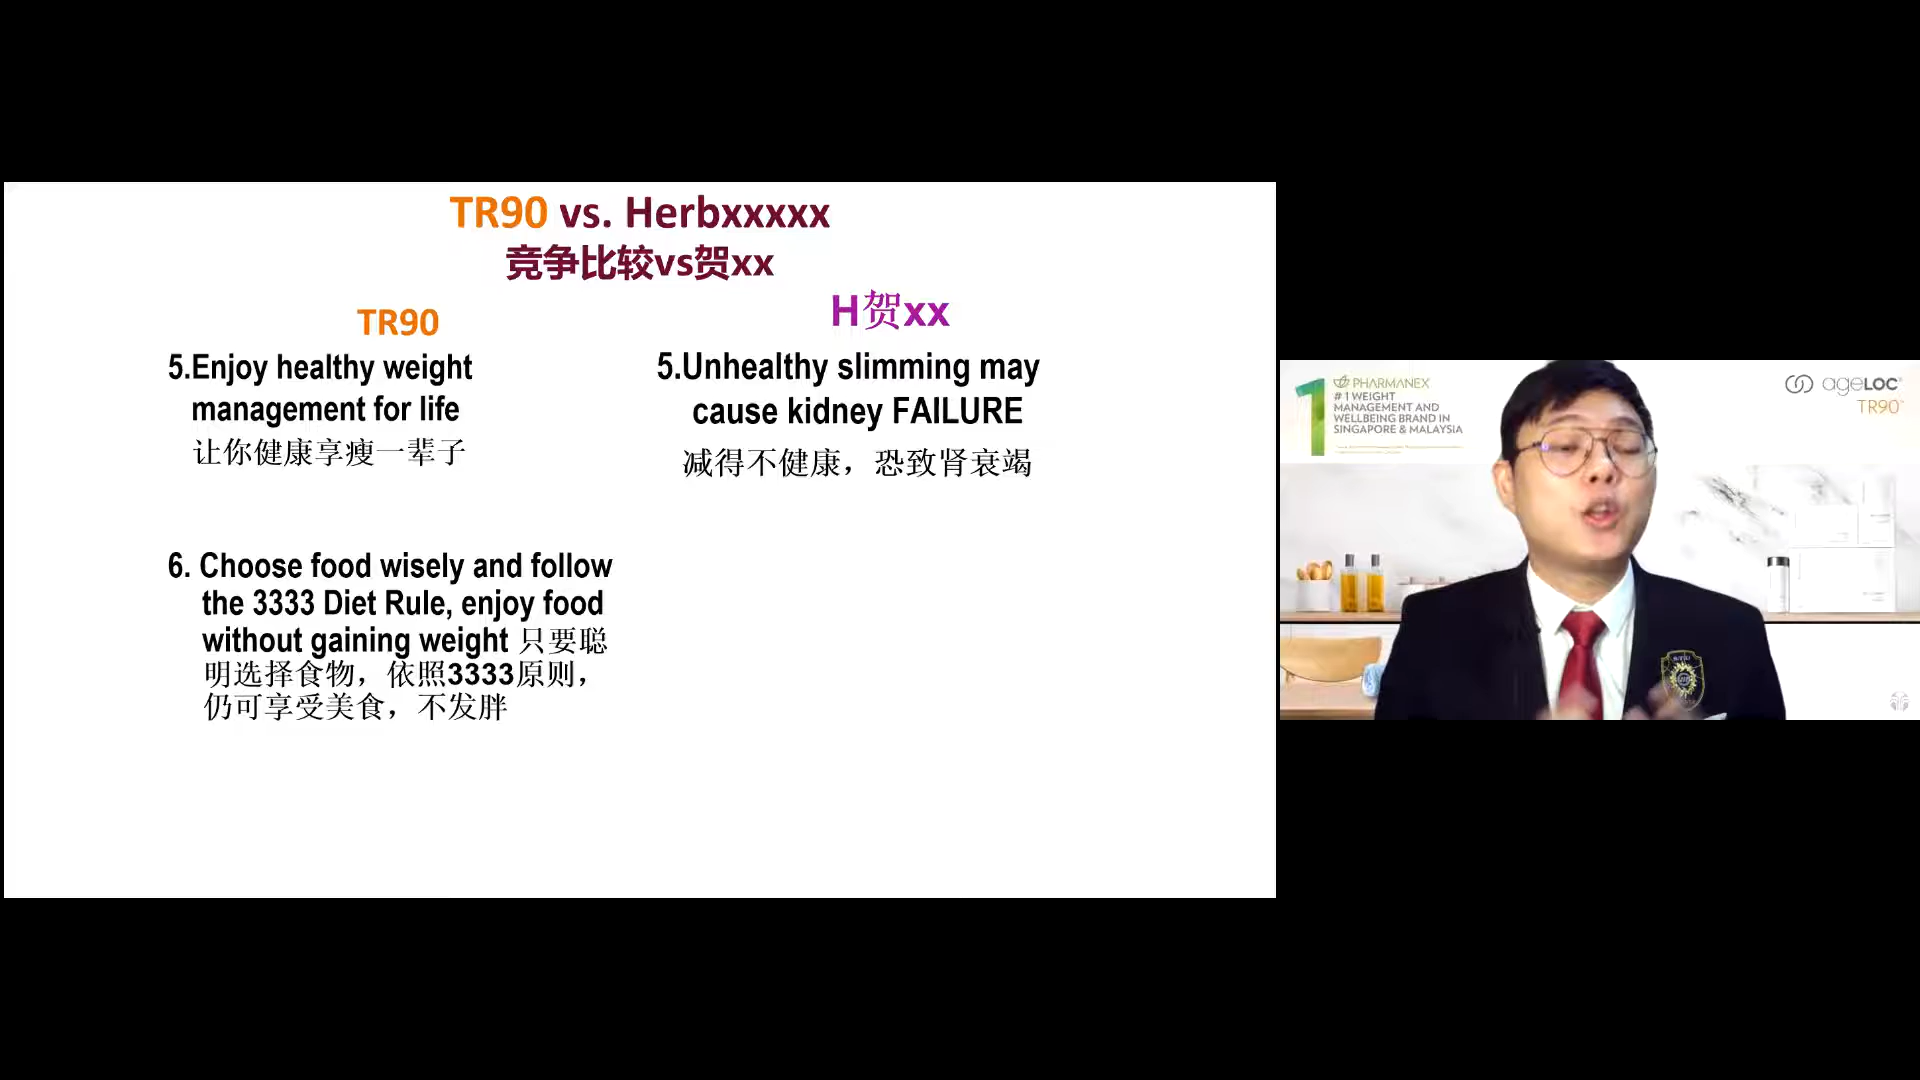 TR90 vs. Herbxxxxx
竞争比较vs贺xx
TR90
5.Enjoy healthy weight
management for life
让你健康享瘦一辈子
6. Choose food wisely and follow
the 3333 Diet Rule, enjoy food
without gaining weight 只要聪
明选择食物，依照3333原则，
仍可享受美食，不发胖
H贺xx
5.Unhealthy slimming may
cause kidney FAILURE
减得不健康，恐致肾衰竭
1
PHARMANEX
#1 WEIGHT
MANAGEMENT AND
WELLBEING BRAND IN
SINGAPORE & MALAYSIA
ageLOC
TR90